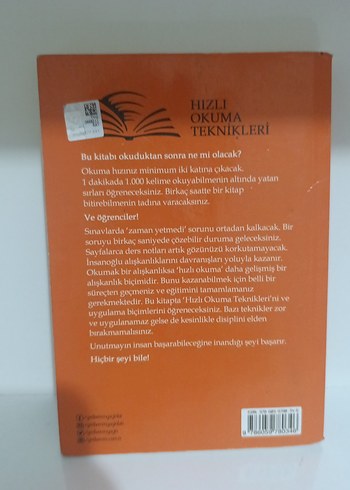 HIZLI
OKUMA
TEKNİKLERİ
Bu kitabı okuduktan sonra ne mi olacak?
Okuma hızınız minimum iki katına çıkacak.
1 dakikada 1.000 kelime okuyabilmenin altında yatan
sırları öğreneceksiniz. Birkaç saatte bir kitap
bitirebilmenin tadına varacaksınız.
Ve öğrenciler!
Sınavlarda 'zaman yetmedi' sorunu ortadan kalkacak. Bir
soruyu birkaç saniyede çözebilir duruma geleceksiniz.
Sayfalarca ders notları artık gözünüzü korkutamayacak.
İnsanoğlu alışkanlıklarını davranışları yoluyla kazanır.
Okumak bir alışkanlıksa 'hızlı okuma' daha gelişmiş bir
alışkanlık biçimidir. Bunu kazanabilmek için belli bir
süreçten geçmeniz ve eğitimini tamamlamanız
gerekmektedir. Bu kitapta 'Hızlı Okuma Teknikleri'ni ve
uygulama biçimlerini öğreneceksiniz. Bazı teknikler zor
ve uygulanamaz gelse de kesinlikle disiplini elden
bırakmamalısınız.
Unutmayın insan başarabileceğine inandığı şeyi başarır.
Hiçbir şeyi bile!